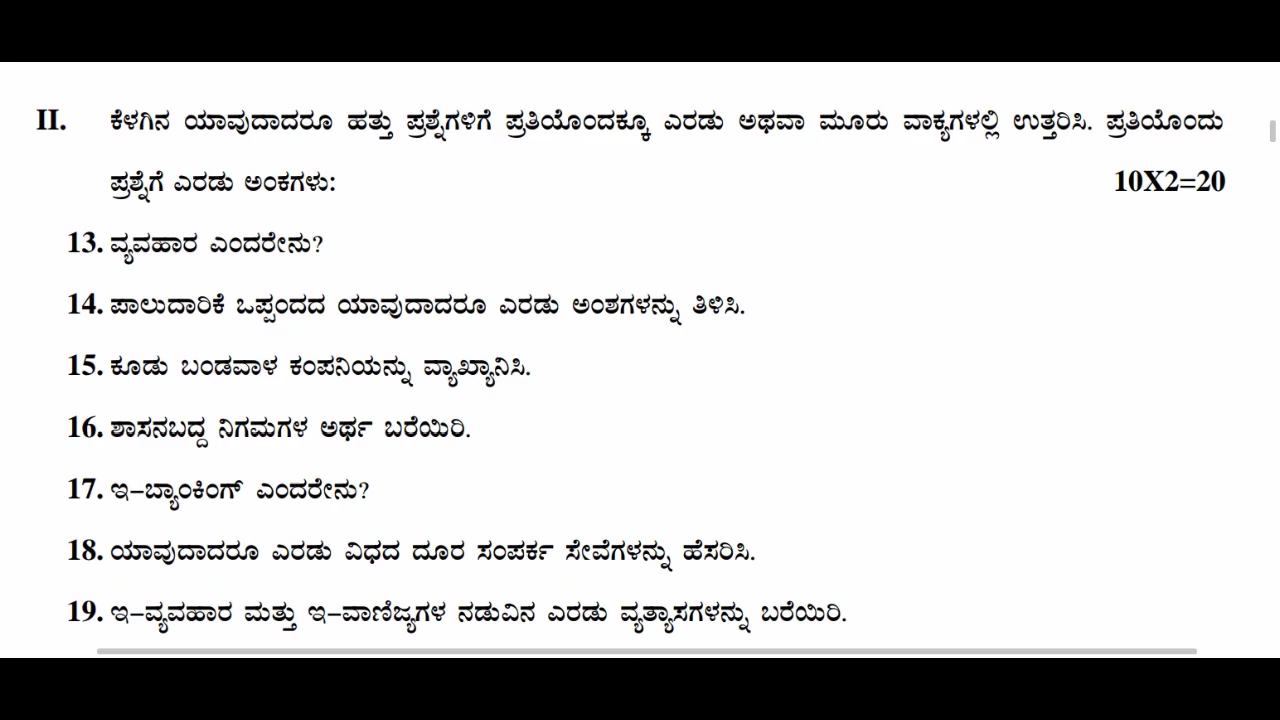 II. ಕೆಳಗಿನ ಯಾವುದಾದರೂ ಹತ್ತು ಪ್ರಶ್ನೆಗಳಿಗೆ ಪ್ರತಿಯೊಂದಕ್ಕೂ ಎರಡು ಅಥವಾ ಮೂರು ವಾಕ್ಯಗಳಲ್ಲಿ ಉತ್ತರಿಸಿ. ಪ್ರತಿಯೊಂದು
ಪ್ರಶ್ನೆಗೆ ಎರಡು ಅಂಕಗಳು: 10X2=20
13. ವ್ಯವಹಾರ ಎಂದರೇನು?
14. ಪಾಲುದಾರಿಕೆ ಒಪ್ಪಂದದ ಯಾವುದಾದರೂ ಎರಡು ಅಂಶಗಳನ್ನು ತಿಳಿಸಿ.
15. ಕೂಡು ಬಂಡವಾಳ ಕಂಪನಿಯನ್ನು ವ್ಯಾಖ್ಯಾನಿಸಿ.
16. ಶಾಸನಬದ್ದ ನಿಗಮಗಳ ಅರ್ಥ ಬರೆಯಿರಿ.
17. ಇ-ಬ್ಯಾಂಕಿಂಗ್ ಎಂದರೇನು?
18. ಯಾವುದಾದರೂ ಎರಡು ವಿಧದ ದೂರ ಸಂಪರ್ಕ ಸೇವೆಗಳನ್ನು ಹೆಸರಿಸಿ.
19. ಇ-ವ್ಯವಹಾರ ಮತ್ತು ಇ-ವಾಣಿಜ್ಯಗಳ ನಡುವಿನ ಎರಡು ವ್ಯತ್ಯಾಸಗಳನ್ನು ಬರೆಯಿರಿ.